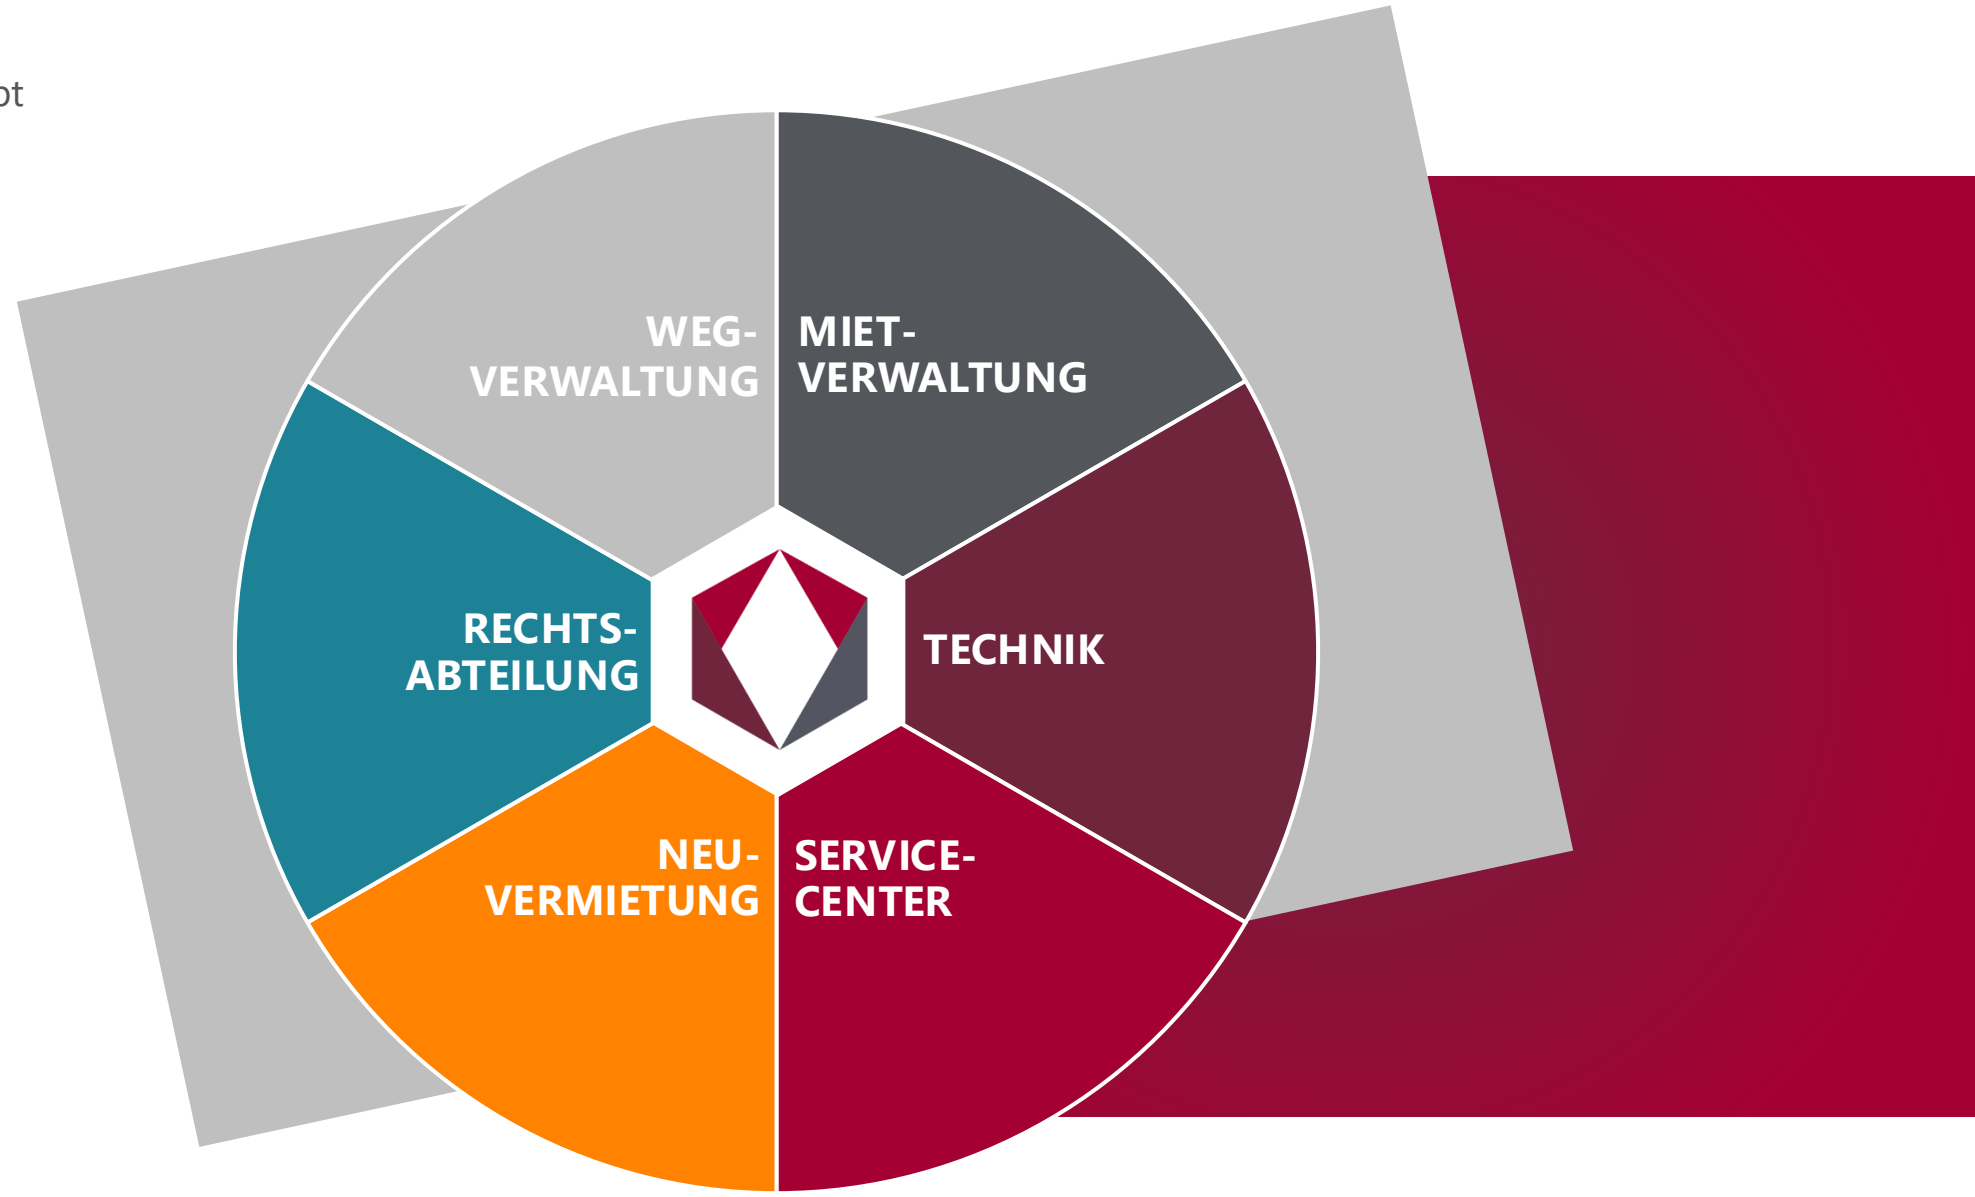 WEG-
VERWALTUNG
MIET-
VERWALTUNG
RECHTS-
ABTEILUNG
TECHNIK
NEU-
VERMIETUNG
SERVICE-
CENTER